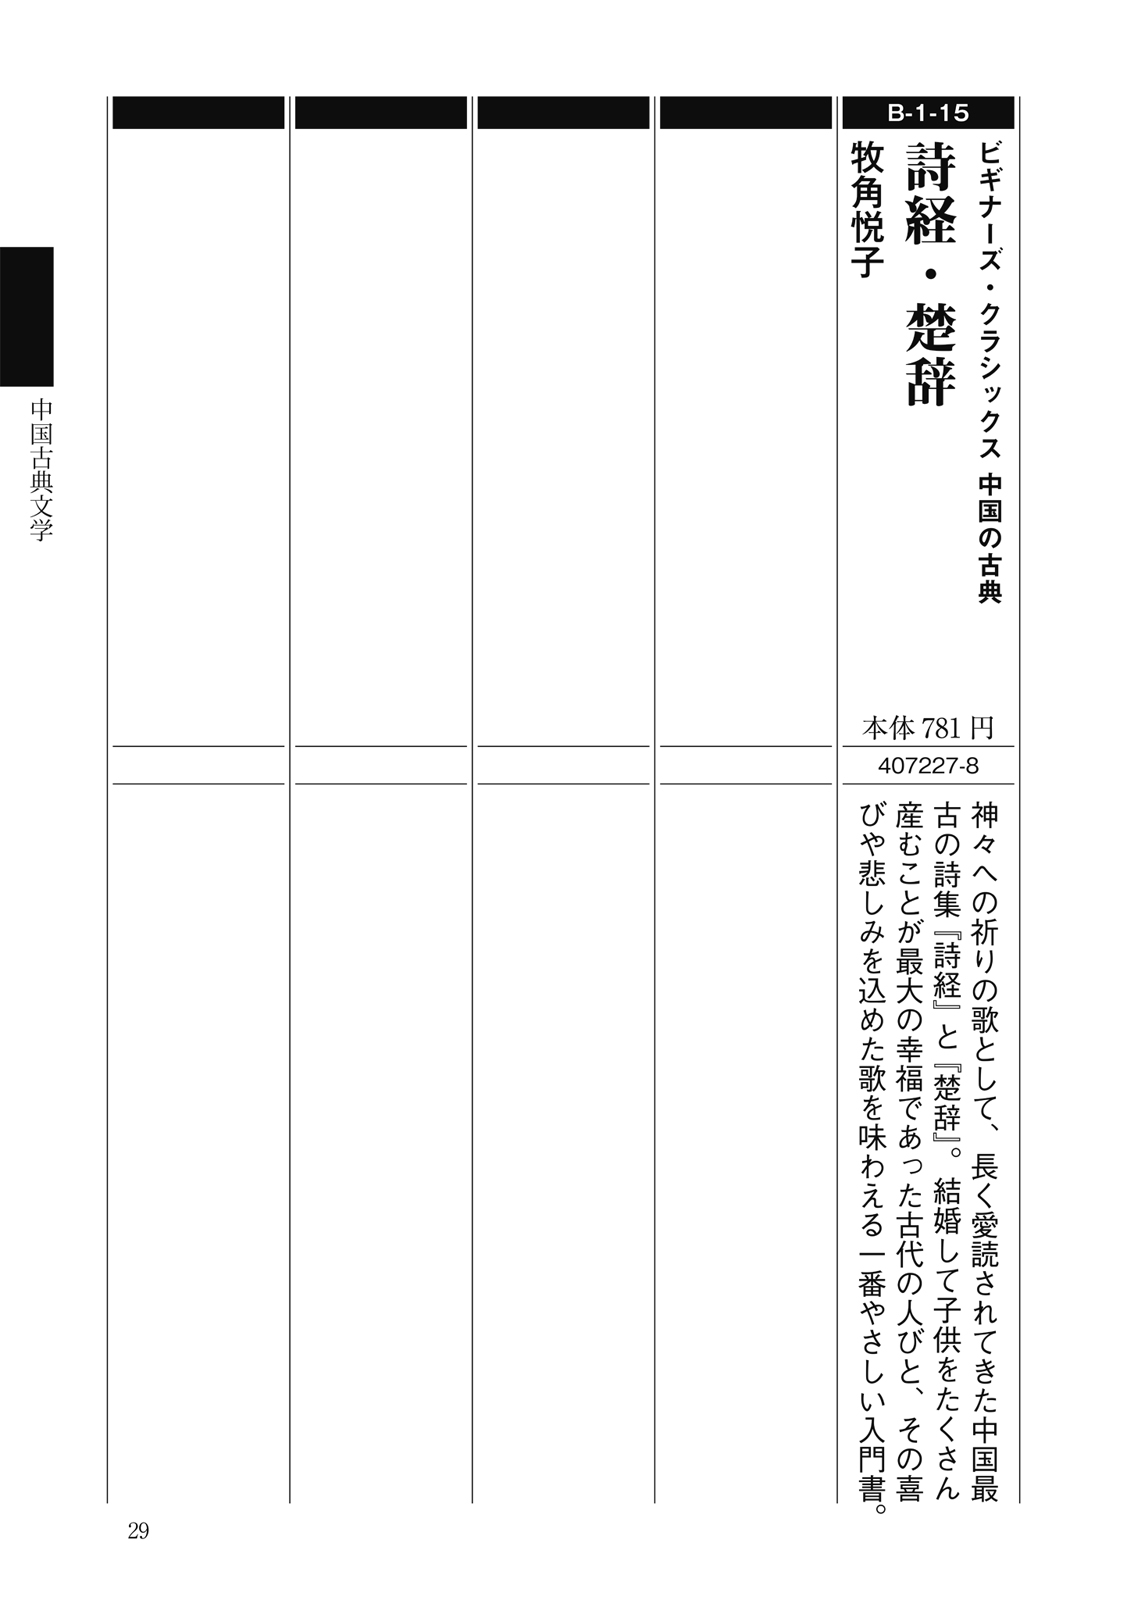 B-1-15
ビギナーズ・クラシックス 中国の古典
詩経・楚辞
牧角悦子
本体 781 円
407227-8
神々への祈りの歌として、長く愛読されてきた中国最
古の詩集『詩経』と『楚辞』。結婚して子供をたくさん
産むことが最大の幸福であった古代の人びと、その喜
びや悲しみを込めた歌を味わえる一番やさしい入門書。
中国古典文学
29